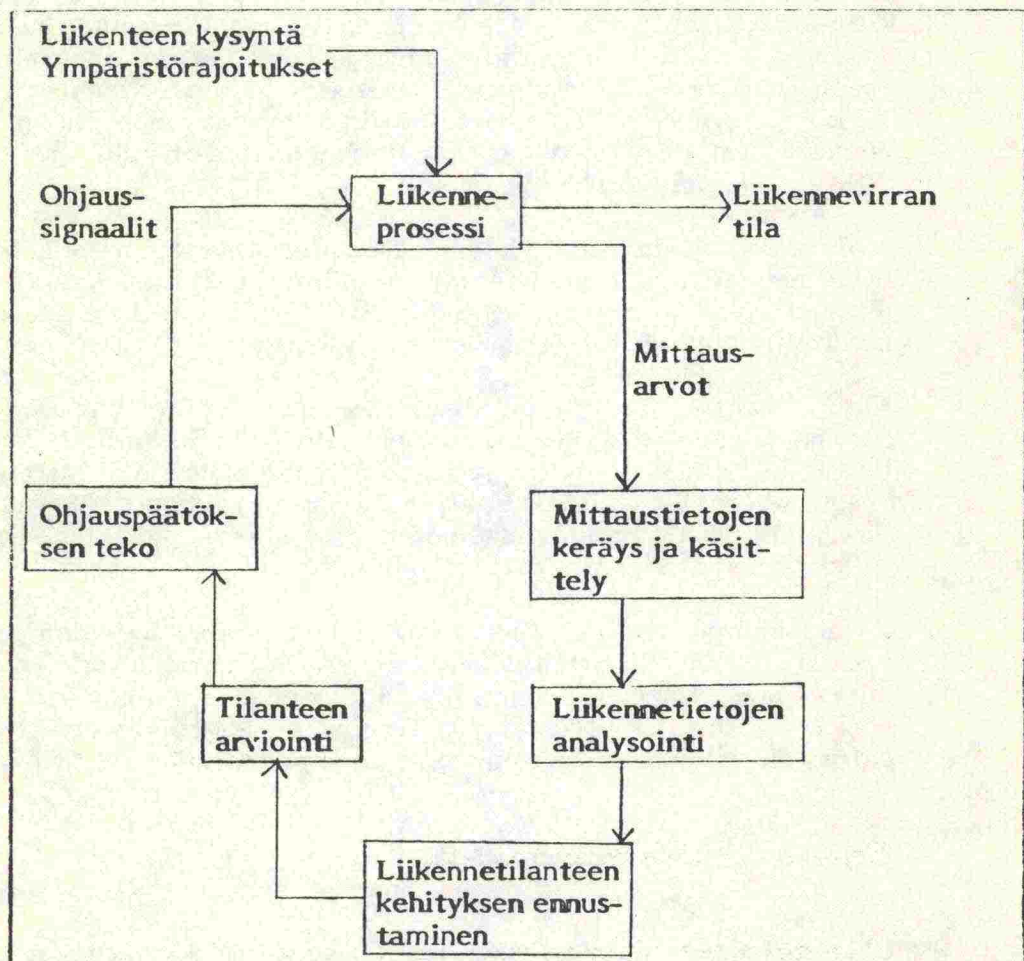 Liikenteen kysyntä
Ympäristörajoitukset
Ohjaus-
signaalit
Liikenne-
prosessi
Liikennevirran
tila
Mittaus-
arvot
Ohjauspäätök-
sen teko
Mittaustietojen
keräys ja käsit-
tely
Tilanteen
arviointi
Liikennetietojen
analysointi
Liikennetilanteen
kehityksen ennus-
taminen